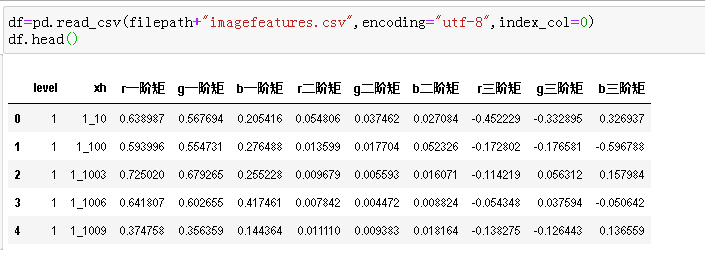 df=pd.read_csv(filepath+"imagefeatures.csv",encoding="utf-8",index_col=0)
df.head()
level xh r一阶矩 g一阶矩 b一阶矩 r二阶矩 g二阶矩 b二阶矩 r三阶矩 g三阶矩 b三阶矩
0 1 1_10 0.638987 0.567694 0.205416 0.054806 0.037462 0.027084 -0.452229 -0.332895 0.326937
1 1 1_100 0.593996 0.554731 0.276488 0.013599 0.017704 0.052326 -0.172802 -0.176581 -0.596788
2 1 1_1003 0.725020 0.679265 0.255228 0.009679 0.005593 0.016071 -0.114219 0.056312 0.157984
3 1 1_1006 0.641807 0.602655 0.417461 0.007842 0.004472 0.008824 -0.054348 0.037594 -0.050642
4 1 1_1009 0.374758 0.356359 0.144364 0.011110 0.009383 0.018164 -0.138275 -0.126443 0.136559